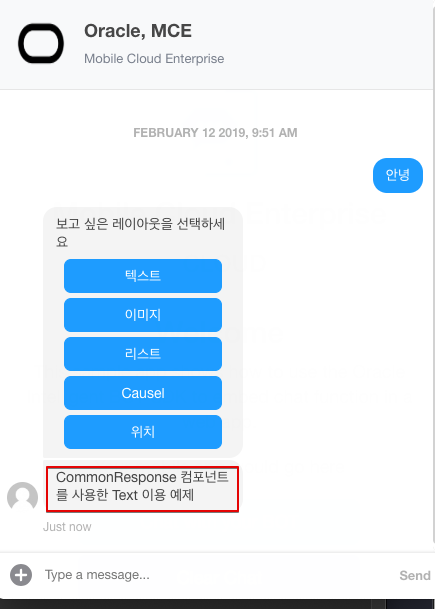 Oracle, MCE
Mobile Cloud Enterprise
FEBRUARY 12 2019, 9:51 AM
안녕
보고 싶은 레이아웃을 선택하세
요
텍스트
이미지
리스트
Causel
위치
CommonResponse 컴포넌트
를 사용한 Text 이용 예제
Just now
Type a message...
Send